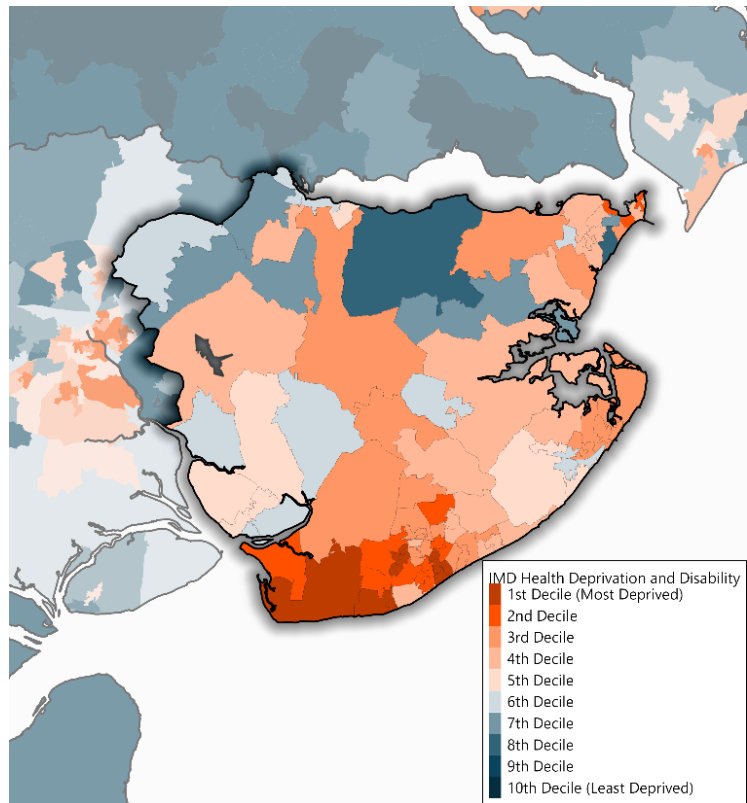 IMD Health Deprivation and Disability
1st Decile (Most Deprived)
2nd Decile
3rd Decile
4th Decile
5th Decile
6th Decile
7th Decile
8th Decile
9th Decile
10th Decile (Least Deprived)